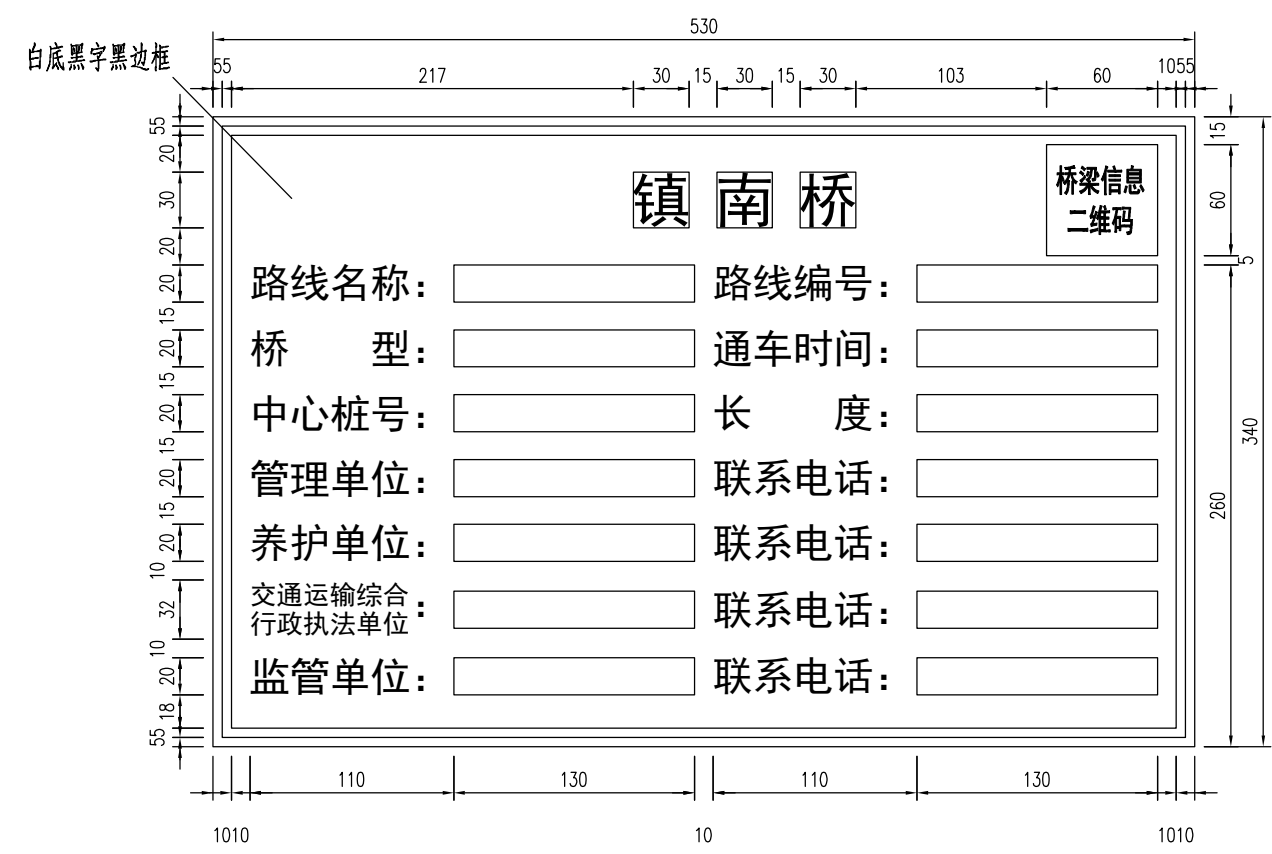 530
白底黑字黑边框
55 217 30 15 30 15 30 103 60 1055
55 15
20
镇南桥 桥梁信息
30 二维码 60
20 5
20 路线名称： 路线编号：
15
20 桥 型： 通车时间：
15
20 中心桩号： 长 度： 340
15
20 管理单位： 联系电话：
15 260
20 养护单位： 联系电话：
10
交通运输综合
32 行政执法单位： 联系电话：
10
20 监管单位： 联系电话：
18
55
110 130 110 130
1010 10 1010